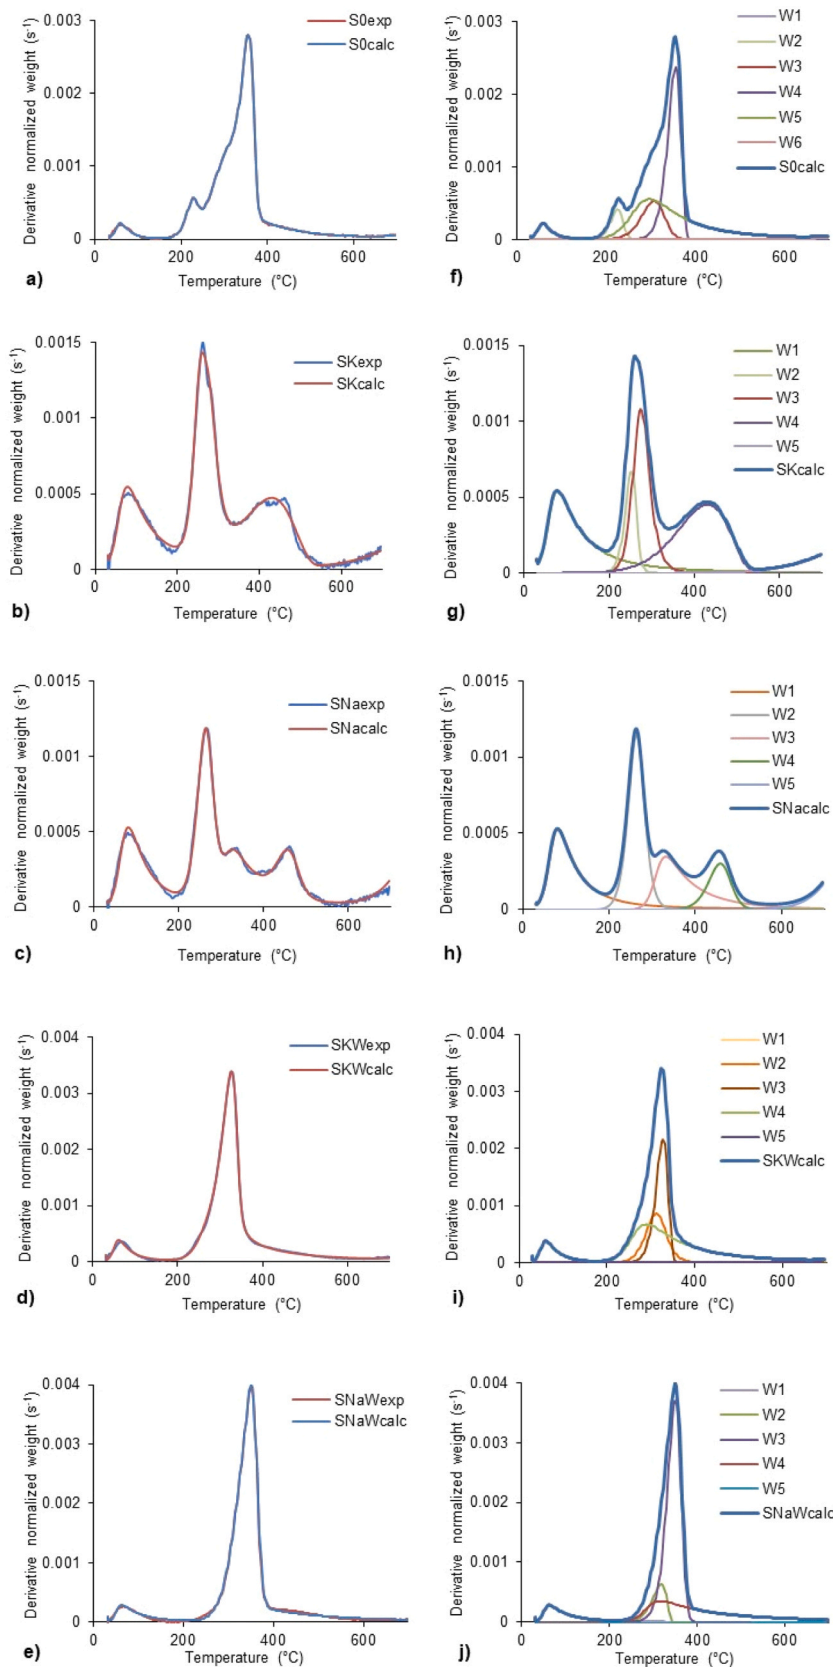 Derivative normalized weight (s-1)
0.003
0.002
0.001
0
0 200 400 600
Temperature (°C)
S0exp
S0calc
a)
Derivative normalized weight (s-1)
0.003
0.002
0.001
0
0 200 400 600
Temperature (°C)
W1
W2
W3
W4
W5
W6
S0calc
f)
Derivative normalized weight (s-1)
0.0015
0.001
0.0005
0
0 200 400 600
Temperature (°C)
SKexp
SKcalc
b)
Derivative normalized weight (s-1)
0.0015
0.001
0.0005
0
0 200 400 600
Temperature (°C)
W1
W2
W3
W4
W5
SKcalc
g)
Derivative normalized weight (s-1)
0.0015
0.001
0.0005
0
0 200 400 600
Temperature (°C)
SNaexp
SNacalc
c)
Derivative normalized weight (s-1)
0.0015
0.001
0.0005
0
0 200 400 600
Temperature (°C)
W1
W2
W3
W4
W5
SNacalc
h)
Derivative normalized weight (s-1)
0.004
0.003
0.002
0.001
0
0 200 400 600
Temperature (°C)
SKWexp
SKWcalc
d)
Derivative normalized weight (s-1)
0.004
0.003
0.002
0.001
0
0 200 400 600
Temperature (°C)
W1
W2
W3
W4
W5
SKWcalc
i)
Derivative normalized weight (s-1)
0.004
0.003
0.002
0.001
0
0 200 400 600
Temperature (°C)
SNaWexp
SNaWcalc
e)
Derivative normalized weight (s-1)
0.004
0.003
0.002
0.001
0
0 200 400 600
Temperature (°C)
W1
W2
W3
W4
W5
SNaWcalc
j)